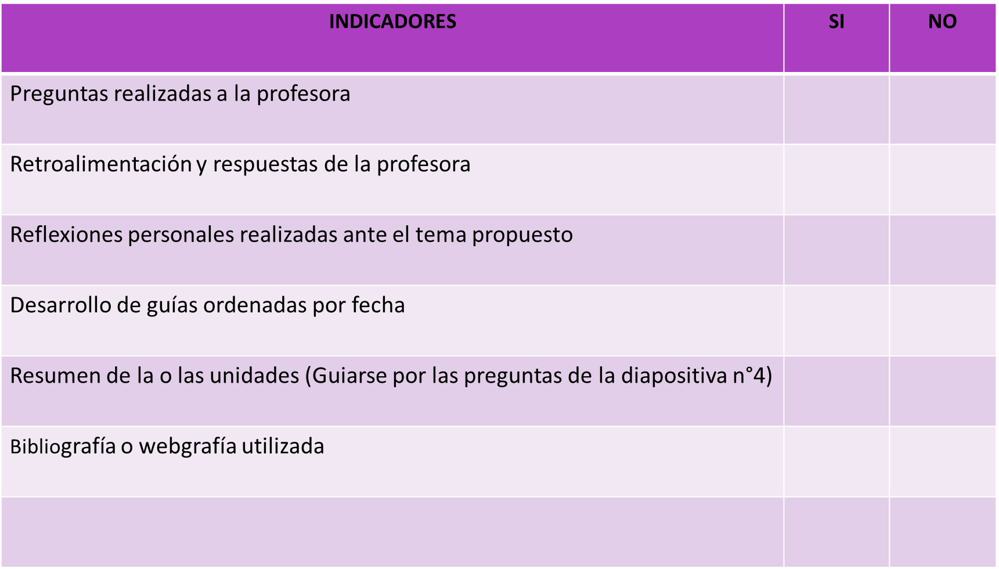 INDICADORES SI NO
Preguntas realizadas a la profesora
Retroalimentación y respuestas de la profesora
Reflexiones personales realizadas ante el tema propuesto
Desarrollo de guías ordenadas por fecha
Resumen de la o las unidades (Guiarse por las preguntas de la diapositiva n°4)
Bibliografía o webgrafía utilizada